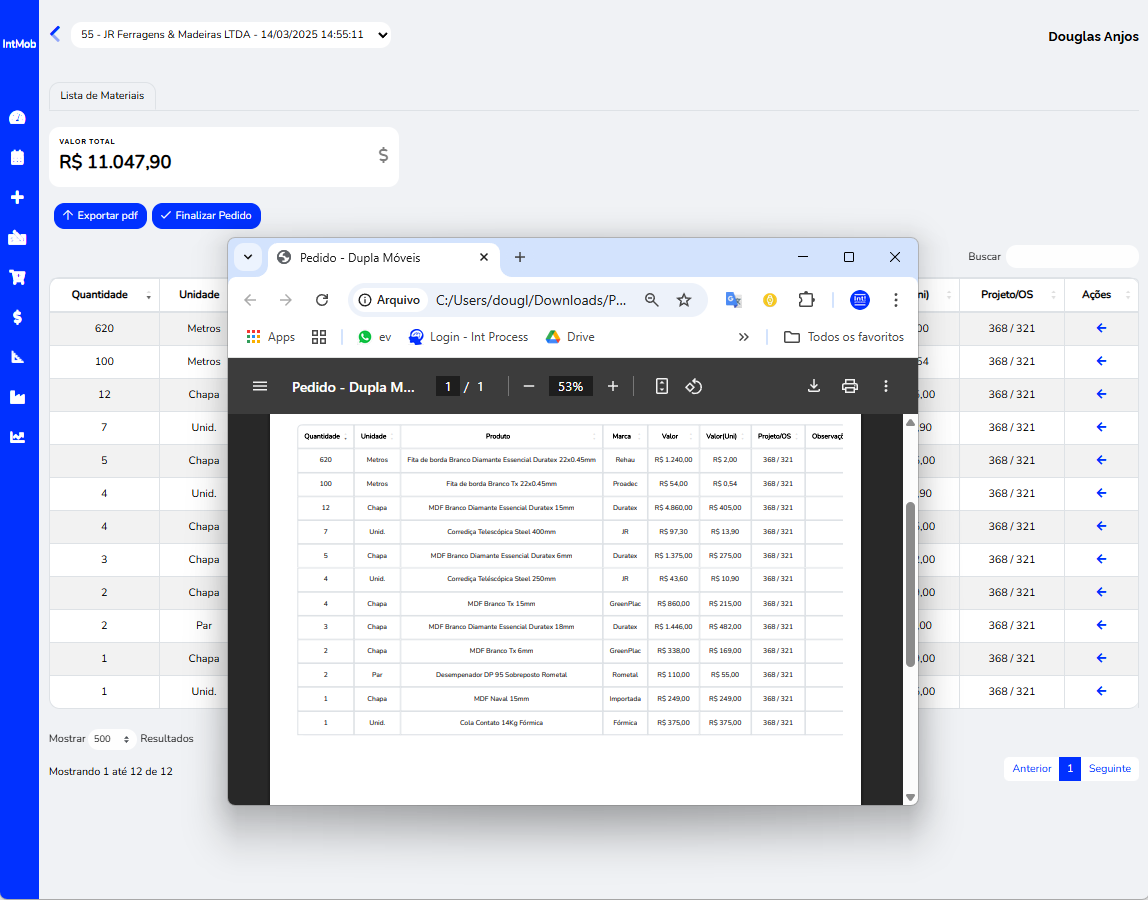 IntMob
55 - JR Ferragens & Madeiras LTDA - 14/03/2025 14:55:11
Douglas Anjos
Lista de Materiais
VALOR TOTAL
R$ 11.047,90
$
Exportar pdf
Finalizar Pedido
Buscar
Quantidade Unidade ni) Projeto/OS Ações
620 Metros 00 368 / 321
100 Metros 54 368 / 321
12 Chapa 5,00 368 / 321
7 Unid. 90 368 / 321
5 Chapa 5,00 368 / 321
4 Unid. 90 368 / 321
4 Chapa 5,00 368 / 321
3 Chapa 2,00 368 / 321
2 Chapa 9,00 368 / 321
2 Par 00 368 / 321
1 Chapa 9,00 368 / 321
1 Unid. 5,00 368 / 321
Mostrar 500 Resultados
Mostrando 1 até 12 de 12
Anterior 1 Seguinte
Pedido - Dupla Móveis
Arquivo C:/Users/dougl/Downloads/P...
Int!
Apps ev Login - Int Process Drive » Todos os favoritos
Pedido - Dupla M... 1 / 1 53%
Quantidade Unidade Produto Marca Valor Valor(Uni) Projeto/OS Observaçõ
620 Metros Fita de borda Branco Diamante Essencial Duratex 22x0.45mm Rehau R$ 1.240,00 R$ 2,00 368 / 321
100 Metros Fita de borda Branco Tx 22x0.45mm Proadec R$ 54,00 R$ 0,54 368 / 321
12 Chapa MDF Branco Diamante Essencial Duratex 15mm Duratex R$ 4.860,00 R$ 405,00 368 / 321
7 Unid. Corrediça Telescópica Steel 400mm JR R$ 97,30 R$ 13,90 368 / 321
5 Chapa MDF Branco Diamante Essencial Duratex 6mm Duratex R$ 1.375,00 R$ 275,00 368 / 321
4 Unid. Corrediça Teléscópica Steel 250mm JR R$ 43,60 R$ 10,90 368 / 321
4 Chapa MDF Branco Tx 15mm GreenPlac R$ 860,00 R$ 215,00 368 / 321
3 Chapa MDF Branco Diamante Essencial Duratex 18mm Duratex R$ 1.446,00 R$ 482,00 368 / 321
2 Chapa MDF Branco Tx 6mm GreenPlac R$ 338,00 R$ 169,00 368 / 321
2 Par Desempenador DP 95 Sobreposto Rometal Rometal R$ 110,00 R$ 55,00 368 / 321
1 Chapa MDF Naval 15mm Importada R$ 249,00 R$ 249,00 368 / 321
1 Unid. Cola Contato 14Kg Fórmica Fórmica R$ 375,00 R$ 375,00 368 / 321